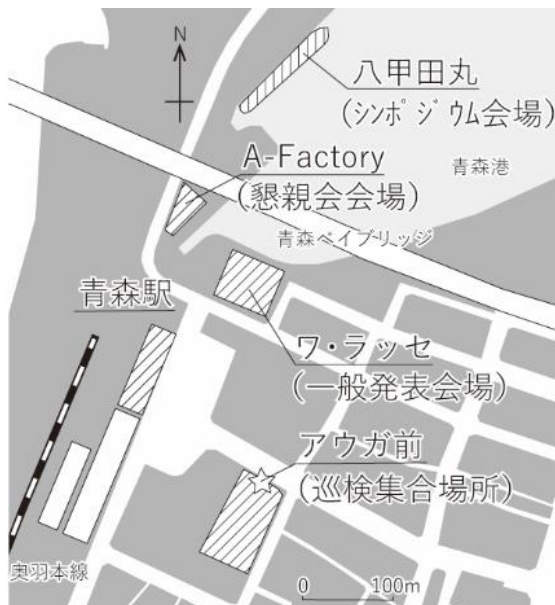 N
八甲田丸
(シンポジウム会場)
A-Factory
(懇親会会場)
青森港
青森ベイブリッジ
青森駅
ワ・ラッセ
(一般発表会場)
アウガ前
(巡検集合場所)
奥羽本線
0 100m